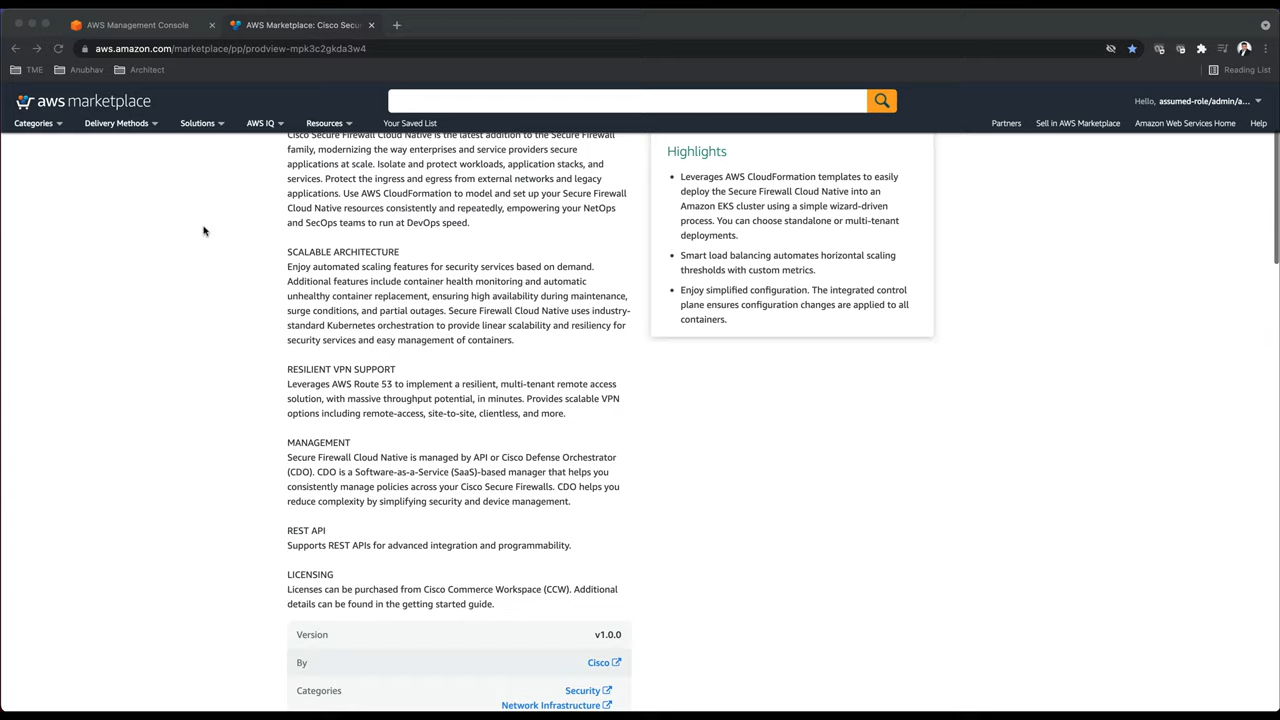 AWS Management Console
AWS Marketplace: Cisco Secu
aws.amazon.com/marketplace/pp/prodview-mpk3c2gkda3w4
TME
Anubhav
Architect
Reading List
aws marketplace
Hello, assumed-role/admin/a...
Categories
Delivery Methods
Solutions
AWS IQ
Resources
Your Saved List
Partners
Sell in AWS Marketplace
Amazon Web Services Home
Help
Cisco Secure Firewall Cloud Native is the latest addition to the Secure Firewall
family, modernizing the way enterprises and service providers secure
applications at scale. Isolate and protect workloads, application stacks, and
services. Protect the ingress and egress from external networks and legacy
applications. Use AWS CloudFormation to model and set up your Secure Firewall
Cloud Native resources consistently and repeatedly, empowering your NetOps
and SecOps teams to run at DevOps speed.
SCALABLE ARCHITECTURE
Enjoy automated scaling features for security services based on demand.
Additional features include container health monitoring and automatic
unhealthy container replacement, ensuring high availability during maintenance,
surge conditions, and partial outages. Secure Firewall Cloud Native uses industry-
standard Kubernetes orchestration to provide linear scalability and resiliency for
security services and easy management of containers.
RESILIENT VPN SUPPORT
Leverages AWS Route 53 to implement a resilient, multi-tenant remote access
solution, with massive throughput potential, in minutes. Provides scalable VPN
options including remote-access, site-to-site, clientless, and more.
MANAGEMENT
Secure Firewall Cloud Native is managed by API or Cisco Defense Orchestrator
(CDO). CDO is a Software-as-a-Service (SaaS)-based manager that helps you
consistently manage policies across your Cisco Secure Firewalls. CDO helps you
reduce complexity by simplifying security and device management.
REST API
Supports REST APIs for advanced integration and programmability.
LICENSING
Licenses can be purchased from Cisco Commerce Workspace (CCW). Additional
details can be found in the getting started guide.
Version
v1.0.0
By
Cisco
Categories
Security
Network Infrastructure
Highlights
• Leverages AWS CloudFormation templates to easily
deploy the Secure Firewall Cloud Native into an
Amazon EKS cluster using a simple wizard-driven
process. You can choose standalone or multi-tenant
deployments.
• Smart load balancing automates horizontal scaling
thresholds with custom metrics.
• Enjoy simplified configuration. The integrated control
plane ensures configuration changes are applied to all
containers.